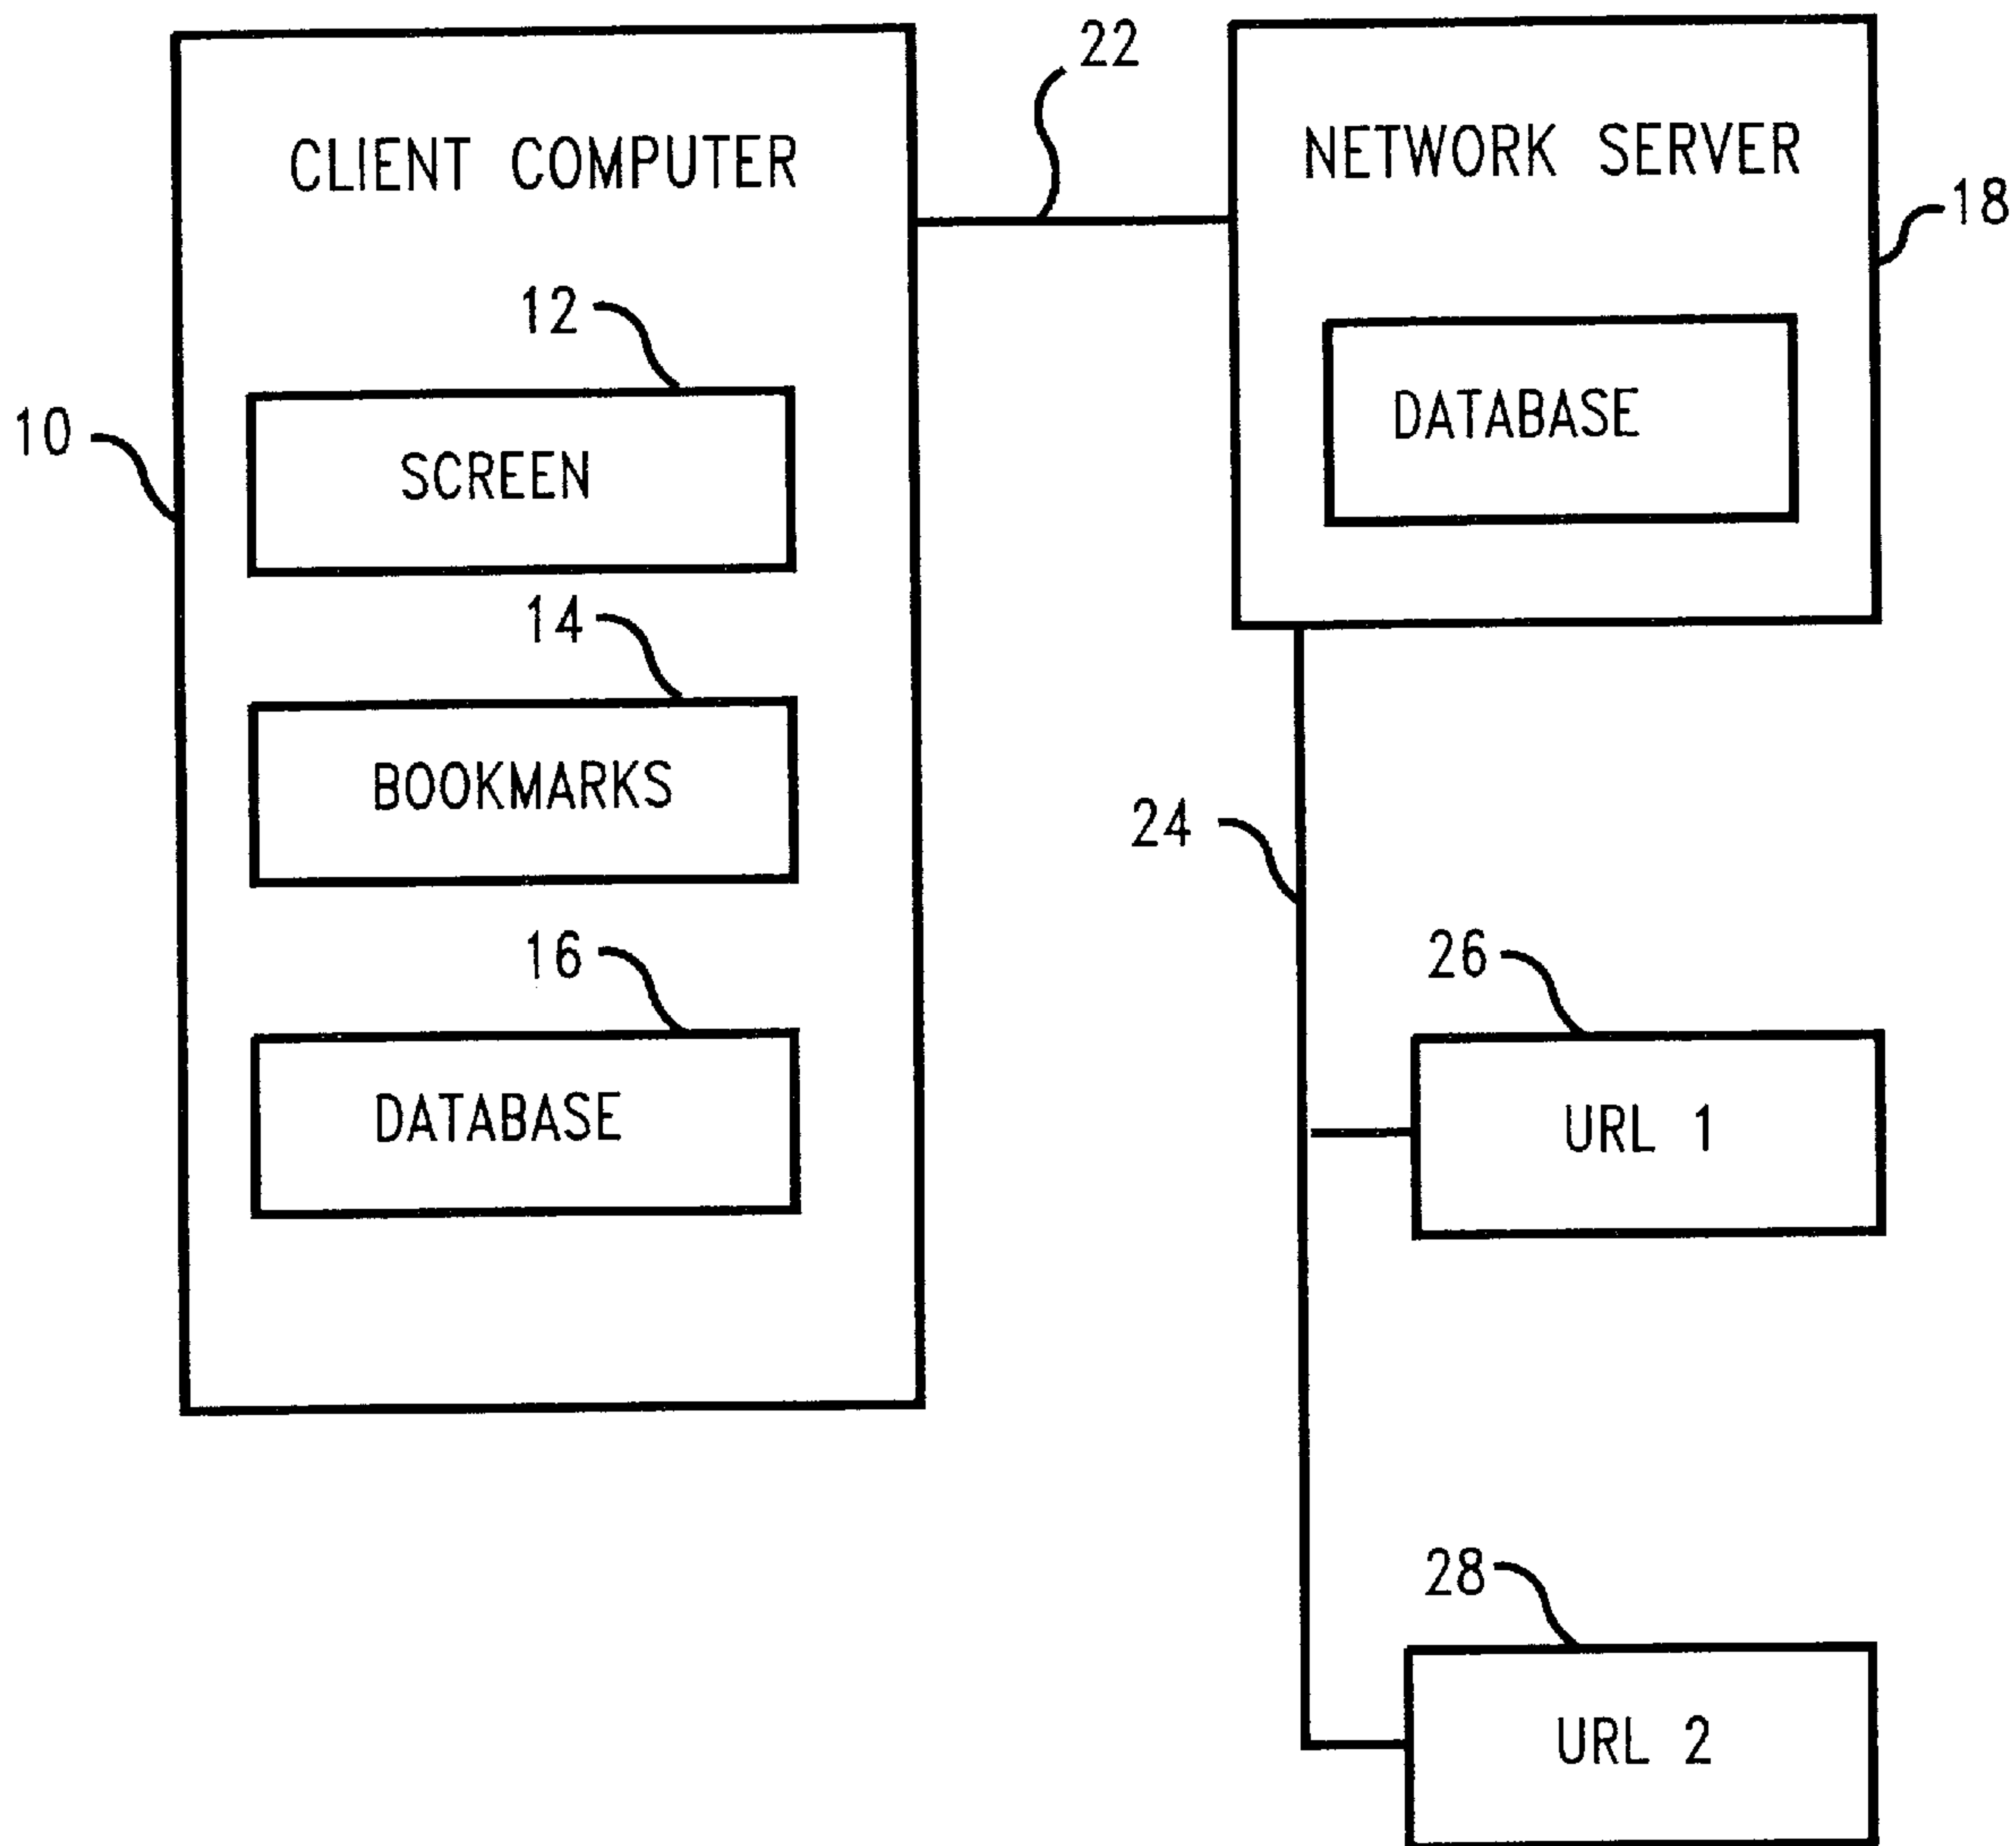 22
CLIENT COMPUTER
NETWORK SERVER
18
12
10
SCREEN
DATABASE
14
BOOKMARKS
24
16
26
DATABASE
URL 1
28
URL 2